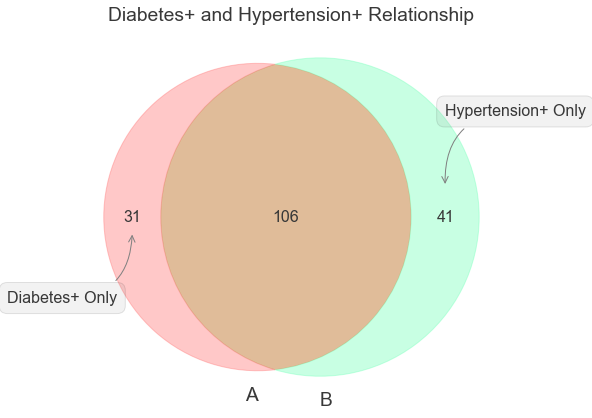 Diabetes+ and Hypertension+ Relationship
Hypertension+ Only
31
106
41
Diabetes+ Only
A
B